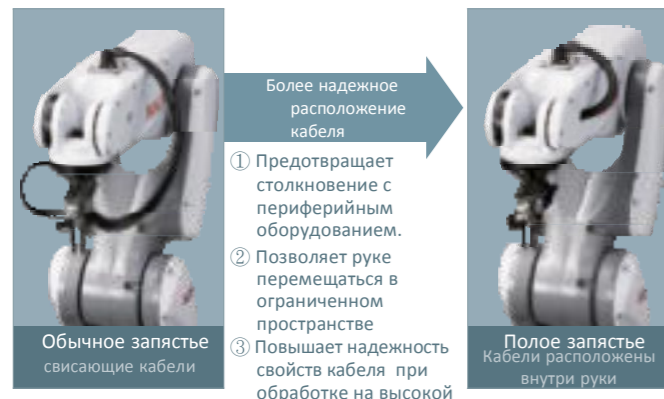 Более надежное
расположение
кабеля
① Предотвращает
столкновение с
периферийным
оборудованием.
② Позволяет руке
перемещаться в
ограниченном
пространстве
③ Повышает надежность
свойств кабеля при
обработке на высокой
Обычное запястье
свисающие кабели
Полое запястье
Кабели расположены
внутри руки